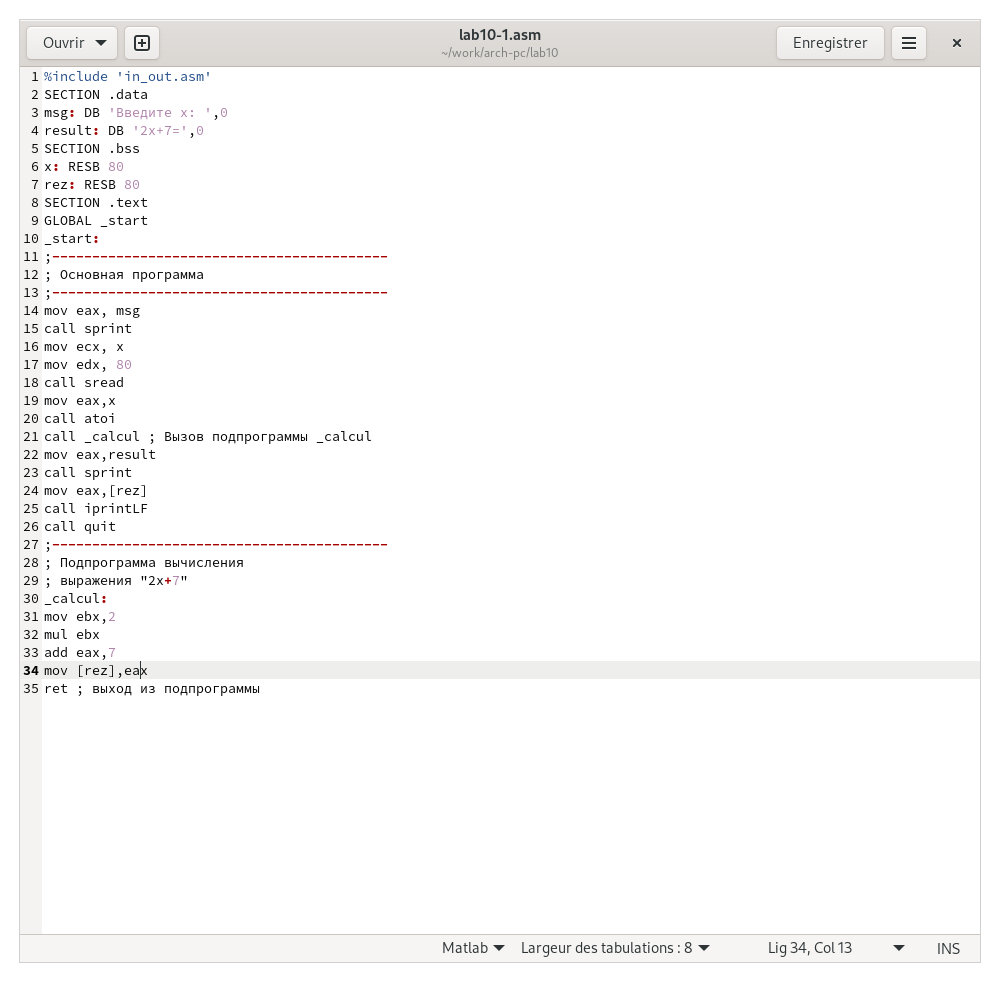 Ouvrir
lab10-1.asm
~/work/arch-pc/lab10
Enregistrer
1 %include 'in_out.asm'
2 SECTION .data
3 msg: DB 'Введите x: ',0
4 result: DB '2x+7=',0
5 SECTION .bss
6 x: RESB 80
7 rez: RESB 80
8 SECTION .text
9 GLOBAL _start
10 _start:
11 ;------------------------------------------
12 ; Основная программа
13 ;------------------------------------------
14 mov eax, msg
15 call sprint
16 mov ecx, x
17 mov edx, 80
18 call sread
19 mov eax,x
20 call atoi
21 call _calcul ; Вызов подпрограммы _calcul
22 mov eax,result
23 call sprint
24 mov eax,[rez]
25 call iprintLF
26 call quit
27 ;------------------------------------------
28 ; Подпрограмма вычисления
29 ; выражения "2x+7"
30 _calcul:
31 mov ebx,2
32 mul ebx
33 add eax,7
34 mov [rez],eax
35 ret ; выход из подпрограммы
Matlab Largeur des tabulations : 8 Lig 34, Col 13 INS